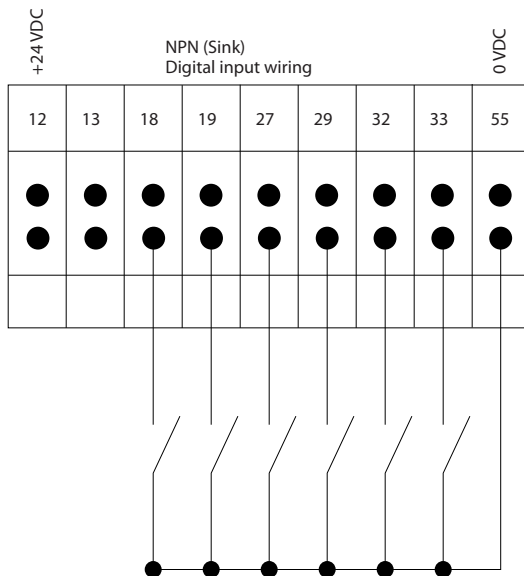 +24 VDC
NPN (Sink)
Digital input wiring
0 VDC
12 13 18 19 27 29 32 33 55